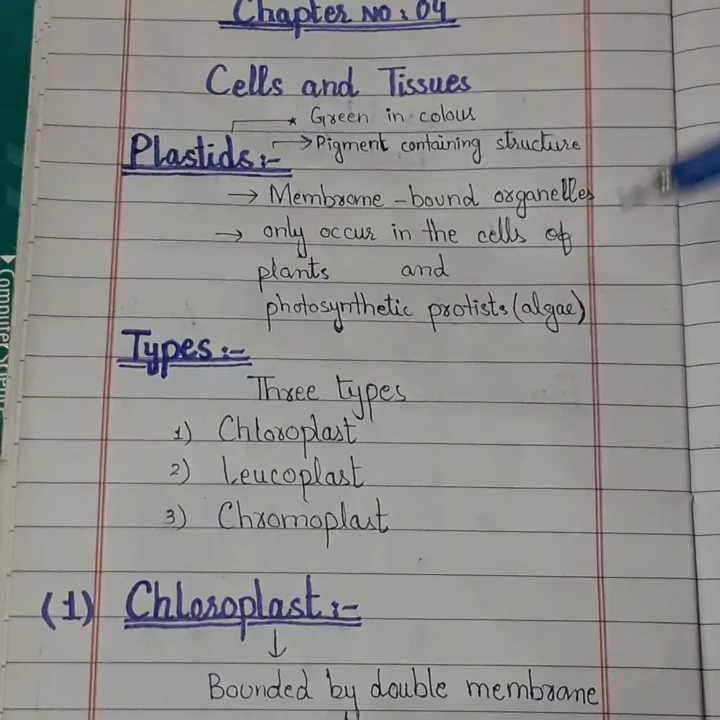 Chapter No : 04
Cells and Tissues
* Green in colour
Plastids :- → Pigment containing structure
→ Membrane - bound organelles
→ only occur in the cells of
plants and
photosynthetic protists (algae)
Types :-
Three types
1) Chloroplast
2) Leucoplast
3) Chromoplast
(1) Chloroplast :-
↓
Bounded by double membrane
Computer Science